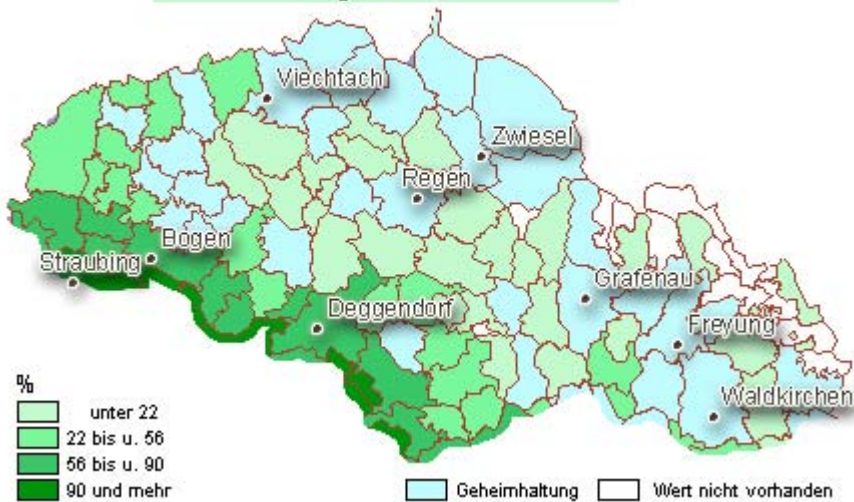 Viechtach
Zwiesel
Regen
Bogen
Straubing
Grafenau
Deggendorf
Freyung
Waldkirchen
%
unter 22
22 bis u. 56
56 bis u. 90
90 und mehr
Geheimhaltung
Wert nicht vorhanden